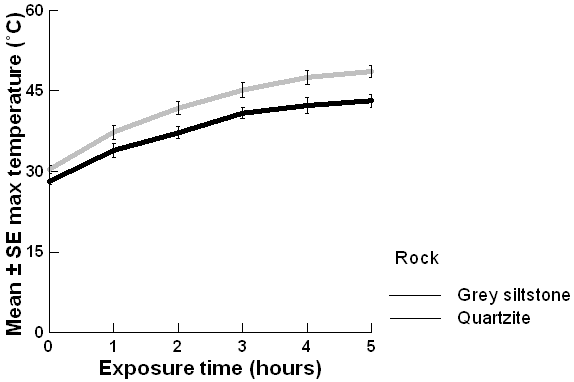 60
45
30
15
0
Mean ± SE max temperature (°C)
0 1 2 3 4 5
Exposure time (hours)
Rock
Grey siltstone
Quartzite